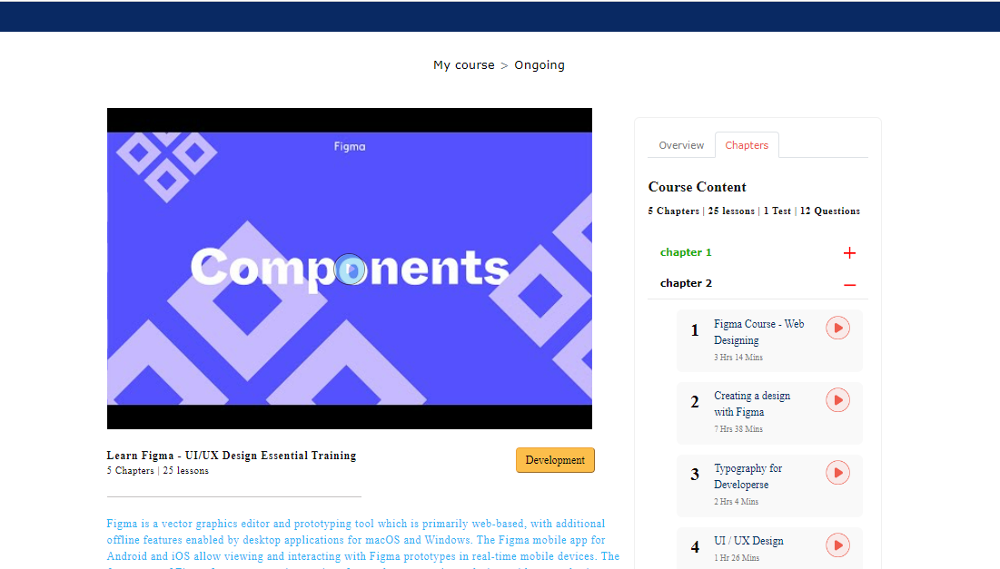 My course > Ongoing
Figma
Components
Learn Figma - UI/UX Design Essential Training
5 Chapters | 25 lessons
Development
Figma is a vector graphics editor and prototyping tool which is primarily web-based, with additional
offline features enabled by desktop applications for macOS and Windows. The Figma mobile app for
Android and iOS allow viewing and interacting with Figma prototypes in real-time mobile devices. The
Overview
Chapters
Course Content
5 Chapters | 25 lessons | 1 Test | 12 Questions
chapter 1
chapter 2
1
Figma Course - Web
Designing
3 Hrs 14 Mins
2
Creating a design
with Figma
7 Hrs 38 Mins
3
Typography for
Developerse
2 Hrs 4 Mins
4
UI / UX Design
1 Hr 26 Mins